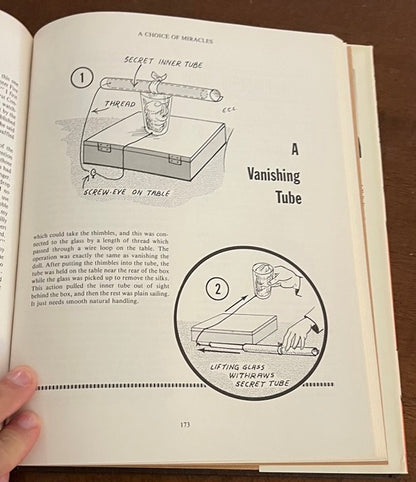 A CHOICE OF MIRACLES
1
SECRET INNER TUBE
THREAD
SCREW-EYE ON TABLE
A
Vanishing
Tube
which could take the thimbles, and this was con-
nected to the glass by a length of thread which
passed through a wire loop on the table. The
operation was exactly the same as vanishing the
doll. After putting the thimbles into the tube, the
tube was held on the table near the rear of the box
while the glass was picked up to remove the silks.
This action pulled the inner tube out of sight
behind the box, and then the rest was plain sailing.
It just needs smooth natural handling.
2
LIFTING GLASS
WITHDRAWS
SECRET TUBE
173